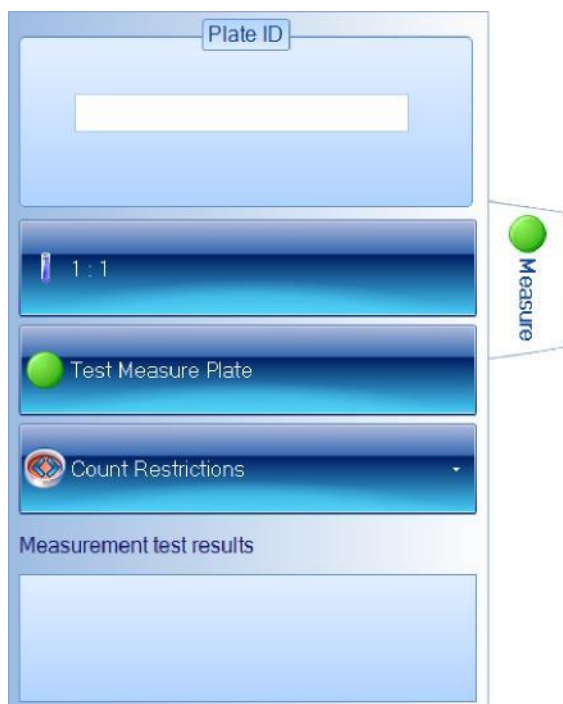 Plate ID
1 : 1
Measure
Test Measure Plate
Count Restrictions
Measurement test results